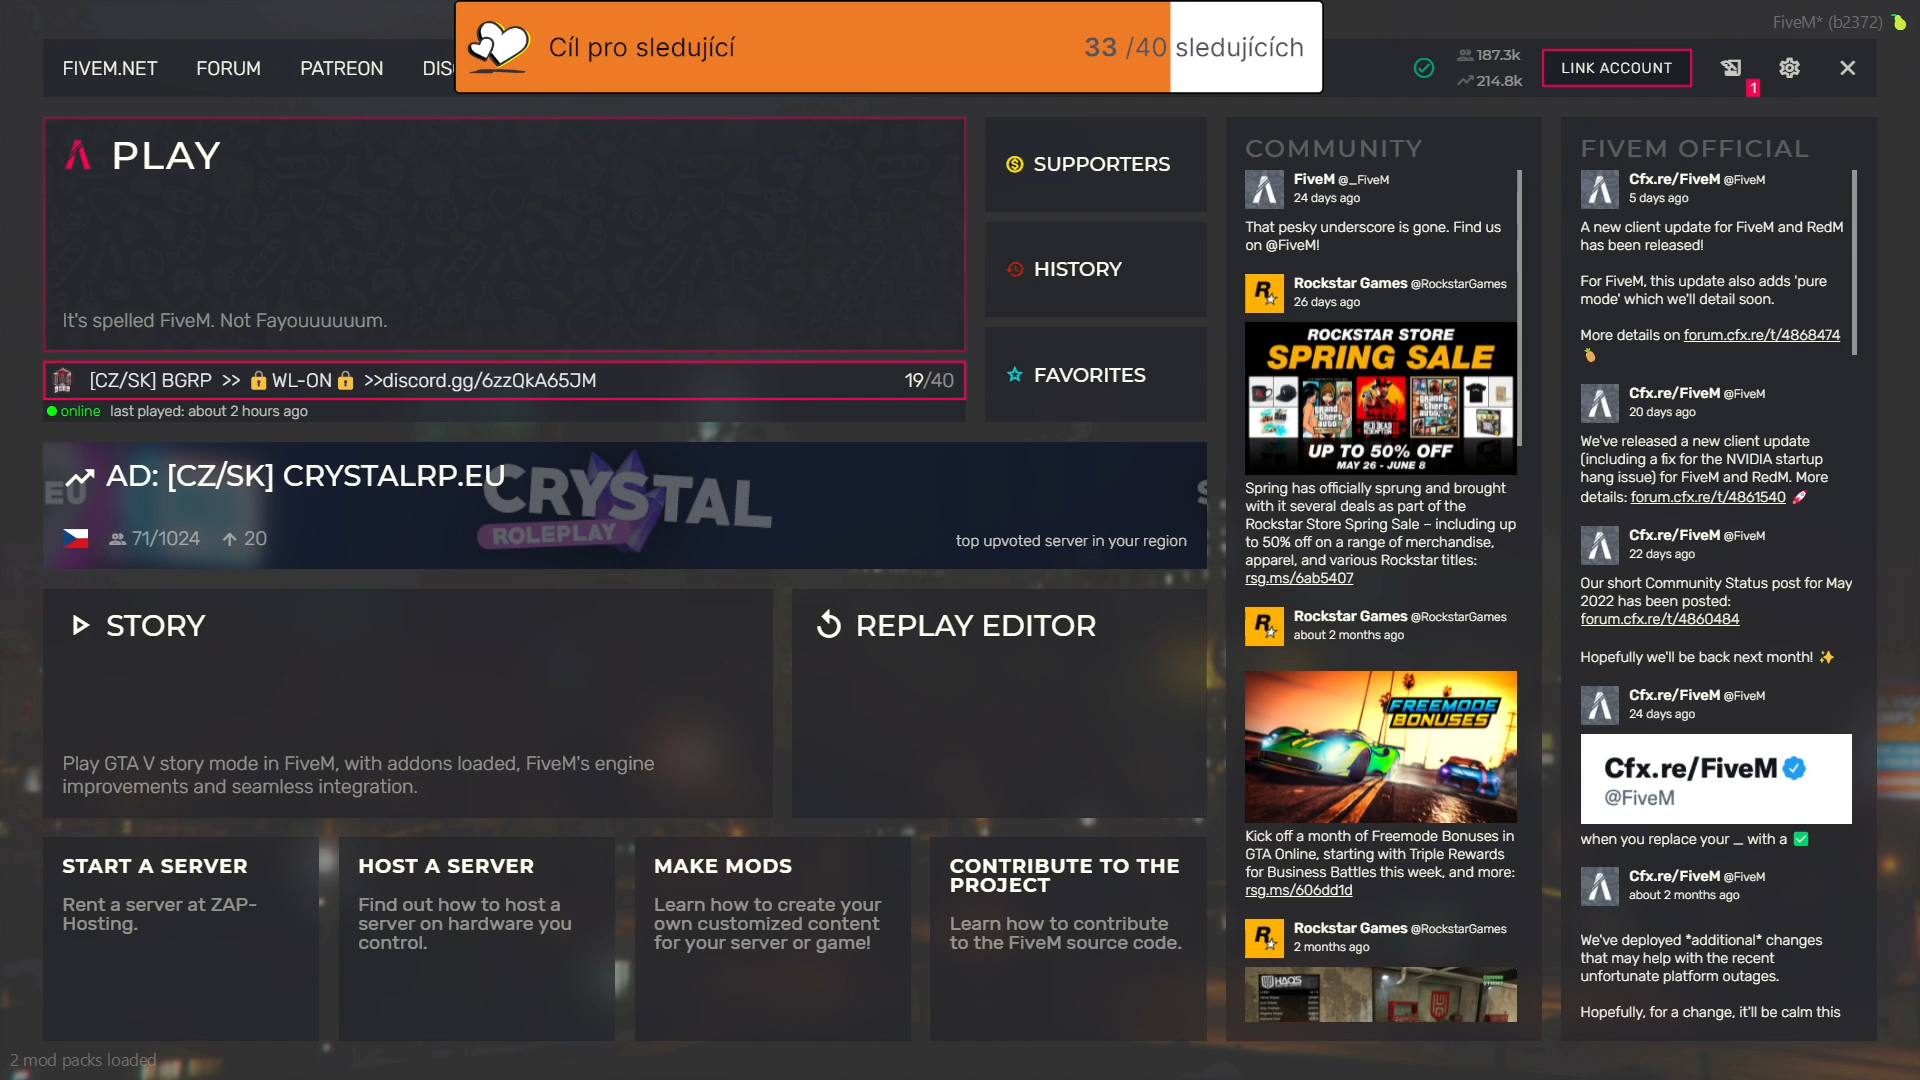 FiveM* (b2372)
Cíl pro sledující
33 /40 sledujících
FIVEM.NET
FORUM
PATREON
DIS
187.3k
214.8k
LINK ACCOUNT
1
PLAY
It's spelled FiveM. Not Fayouuuuuum.
[CZ/SK] BGRP >> 🔒 WL-ON 🔒 >>discord.gg/6zzQkA65JM
19/40
online last played: about 2 hours ago
SUPPORTERS
HISTORY
FAVORITES
AD: [CZ/SK] CRYSTALRP.EU
EU
CRYSTAL
ROLEPLAY
71/1024
20
top upvoted server in your region
STORY
Play GTA V story mode in FiveM, with addons loaded, FiveM's engine
improvements and seamless integration.
REPLAY EDITOR
START A SERVER
Rent a server at ZAP-
Hosting.
HOST A SERVER
Find out how to host a
server on hardware you
control.
MAKE MODS
Learn how to create your
own customized content
for your server or game!
CONTRIBUTE TO THE
PROJECT
Learn how to contribute
to the FiveM source code.
2 mod packs loaded
COMMUNITY
FiveM @_FiveM
24 days ago
That pesky underscore is gone. Find us
on @FiveM!
Rockstar Games @RockstarGames
26 days ago
ROCKSTAR STORE
SPRING SALE
UP TO 50% OFF
MAY 26 - JUNE 8
Spring has officially sprung and brought
with it several deals as part of the
Rockstar Store Spring Sale – including up
to 50% off on a range of merchandise,
apparel, and various Rockstar titles:
rsg.ms/6ab5407
Rockstar Games @RockstarGames
about 2 months ago
FREEMODE
BONUSES
Kick off a month of Freemode Bonuses in
GTA Online, starting with Triple Rewards
for Business Battles this week, and more:
rsg.ms/606dd1d
Rockstar Games @RockstarGames
2 months ago
HAOS
FIVEM OFFICIAL
Cfx.re/FiveM @FiveM
5 days ago
A new client update for FiveM and RedM
has been released!
For FiveM, this update also adds 'pure
mode' which we'll detail soon.
More details on forum.cfx.re/t/4868474
🍍
Cfx.re/FiveM @FiveM
20 days ago
We've released a new client update
(including a fix for the NVIDIA startup
hang issue) for FiveM and RedM. More
details: forum.cfx.re/t/4861540 🚀
Cfx.re/FiveM @FiveM
22 days ago
Our short Community Status post for May
2022 has been posted:
forum.cfx.re/t/4860484
Hopefully we'll be back next month! ✨
Cfx.re/FiveM @FiveM
24 days ago
Cfx.re/FiveM
@FiveM
when you replace your _ with a ✅
Cfx.re/FiveM @FiveM
about 2 months ago
We've deployed *additional* changes
that may help with the recent
unfortunate platform outages.
Hopefully, for a change, it'll be calm this